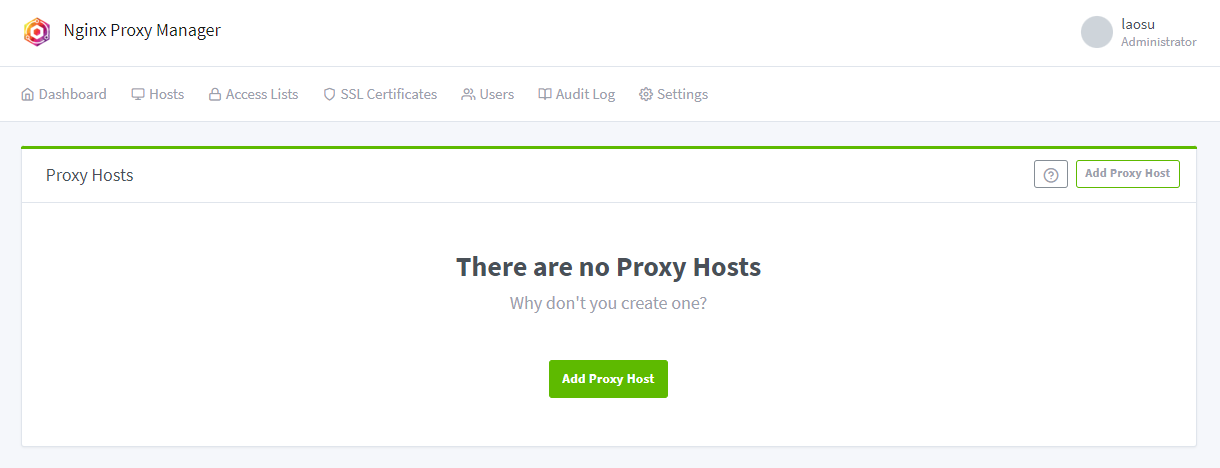 Nginx Proxy Manager
laosu
Administrator
Dashboard Hosts Access Lists SSL Certificates Users Audit Log Settings
Proxy Hosts
Add Proxy Host
There are no Proxy Hosts
Why don't you create one?
Add Proxy Host